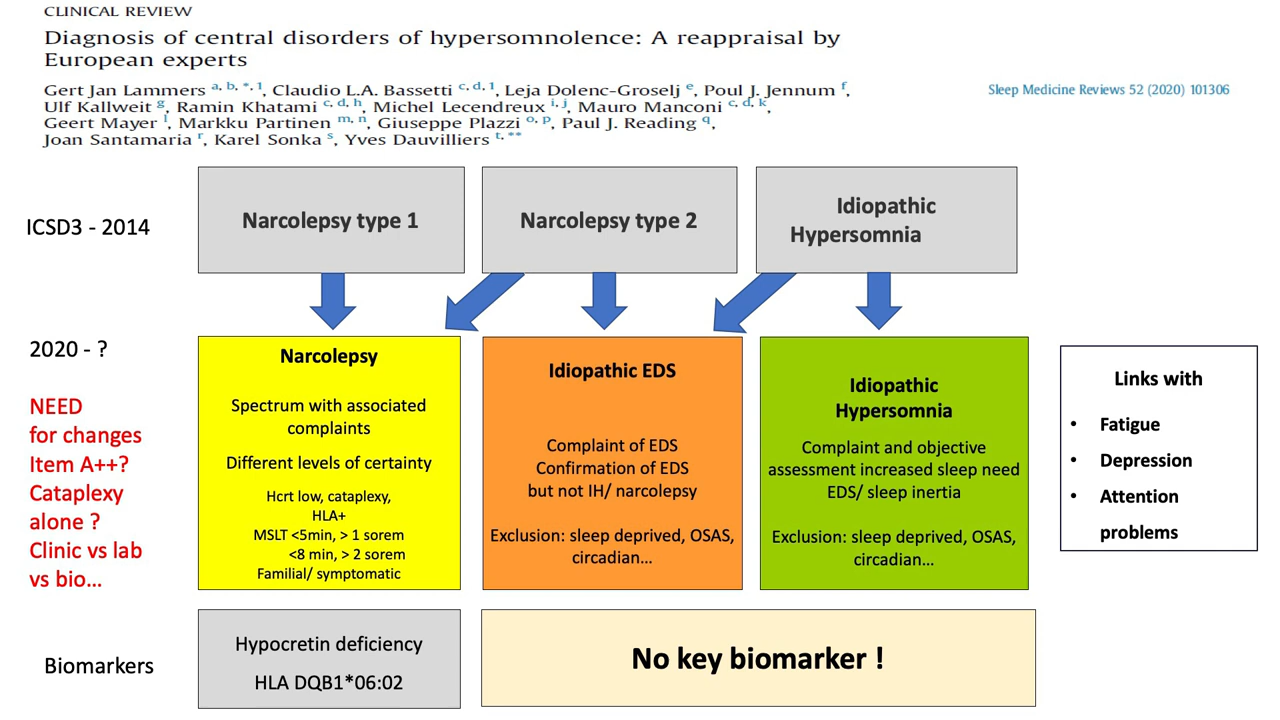 CLINICAL REVIEW
Diagnosis of central disorders of hypersomnolence: A reappraisal by
European experts
Gert Jan Lammers a, b, *, 1, Claudio L.A. Bassetti c, d, 1, Leja Dolenc-Groselj e, Poul J. Jennum f,
Ulf Kallweit g, Ramin Khatami c, d, h, Michel Lecendreux i, j, Mauro Manconi c, d, k,
Geert Mayer l, Markku Partinen m, n, Giuseppe Plazzi o, p, Paul J. Reading q,
Joan Santamaria r, Karel Sonka s, Yves Dauvilliers t, **
Sleep Medicine Reviews 52 (2020) 101306
ICSD3 - 2014
Narcolepsy type 1
Narcolepsy type 2
Idiopathic
Hypersomnia
2020 - ?
NEED
for changes
Item A++?
Cataplexy
alone ?
Clinic vs lab
vs bio...
Narcolepsy
Spectrum with associated
complaints
Different levels of certainty
Hcrt low, cataplexy,
HLA+
MSLT <5min, > 1 sorem
<8 min, > 2 sorem
Familial/ symptomatic
Idiopathic EDS
Complaint of EDS
Confirmation of EDS
but not IH/ narcolepsy
Exclusion: sleep deprived, OSAS,
circadian...
Idiopathic
Hypersomnia
Complaint and objective
assessment increased sleep need
EDS/ sleep inertia
Exclusion: sleep deprived, OSAS,
circadian...
Links with
• Fatigue
• Depression
• Attention
problems
Biomarkers
Hypocretin deficiency
HLA DQB1*06:02
No key biomarker !